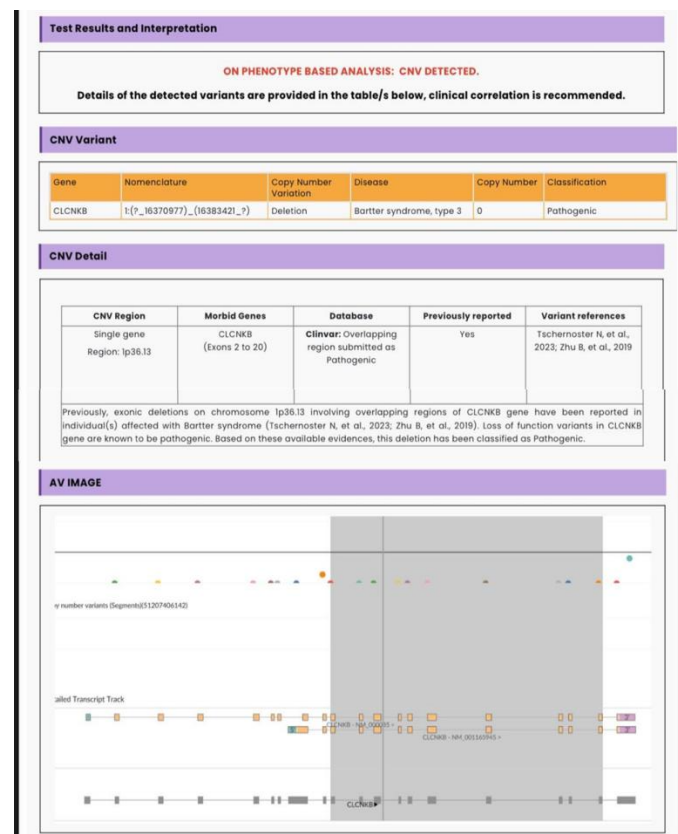 Test Results and Interpretation
ON PHENOTYPE BASED ANALYSIS: CNV DETECTED.
Details of the detected variants are provided in the table/s below, clinical correlation is recommended.
CNV Variant
Gene Nomenclature Copy Number Variation Disease Copy Number Classification
CLCNKB 1:(?_16370977)_(16383421_?) Deletion Bartter syndrome, type 3 0 Pathogenic
CNV Detail
CNV Region Morbid Genes Database Previously reported Variant references
Single gene CLCNKB Clinvar: Overlapping Yes Tschernoster N, et al.,
Region: 1p36.13 (Exons 2 to 20) region submitted as 2023; Zhu B, et al., 2019
Pathogenic
Previously, exonic deletions on chromosome 1p36.13 involving overlapping regions of CLCNKB gene have been reported in
individual(s) affected with Bartter syndrome (Tschernoster N, et al., 2023; Zhu B, et al., 2019). Loss of function variants in CLCNKB
gene are known to be pathogenic. Based on these available evidences, this deletion has been classified as Pathogenic.
AV IMAGE
y number variants (Segments)(51207406142)
ailed Transcript Track
CLCNKB - NM_000085
CLCNKB - NM_001165945
CLCNKB